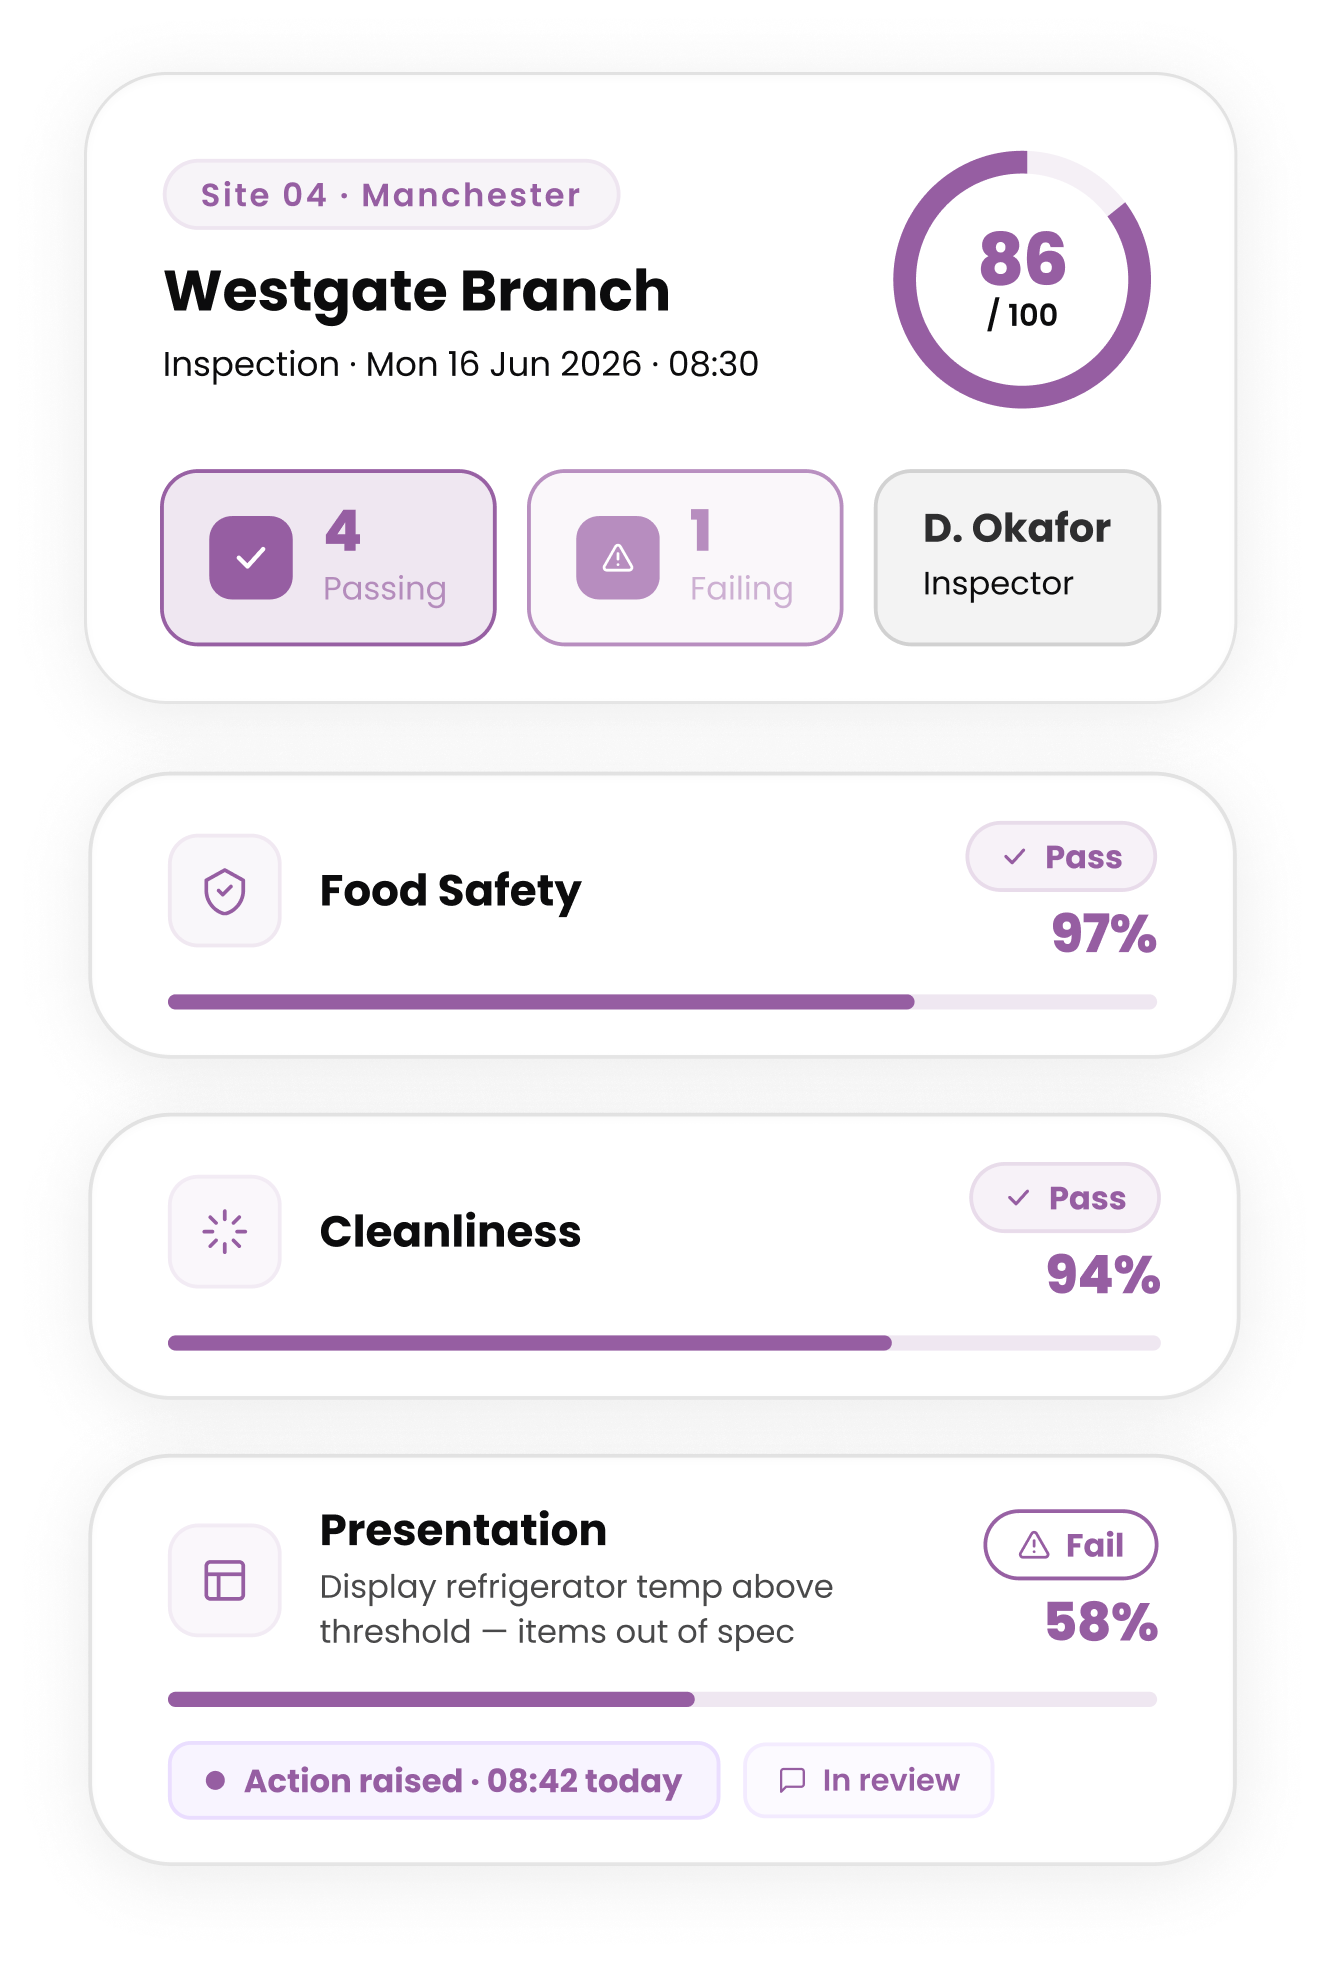 Site 04 · Manchester
Westgate Branch
Inspection · Mon 16 Jun 2026 · 08:30
86
/ 100
4
Passing
1
Failing
D. Okafor
Inspector
Food Safety
Pass
97%
Cleanliness
Pass
94%
Presentation
Display refrigerator temp above
threshold — items out of spec
Fail
58%
Action raised · 08:42 today
In review